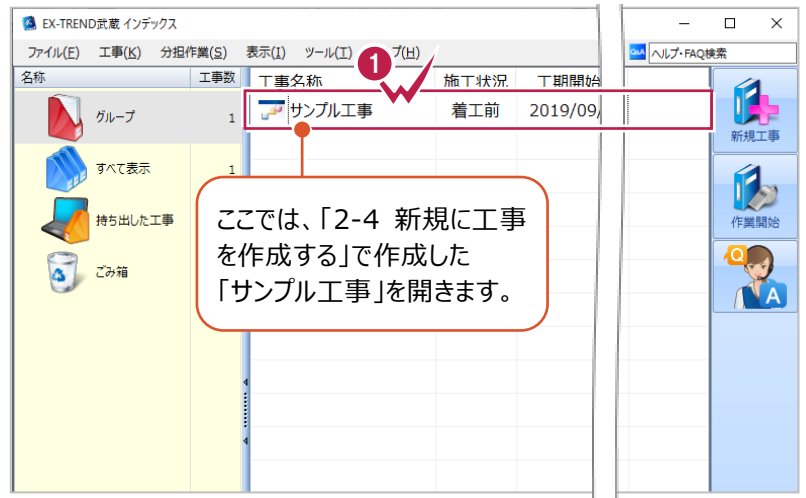 EX-TREND武蔵 インデックス
ファイル(F) 工事(K) 分担作業(S) 表示(I) ツール(T) プ(H)
ヘルプ・FAQ検索
名称 工事数
工事名称 施工状況 工期開始
1
サンプル工事 着工前 2019/09/
グループ 1
すべて表示 1
持ち出した工事
ごみ箱
ここでは、「2-4 新規に工事
を作成する」で作成した
「サンプル工事」を開きます。
新規工事
作業開始
Q
A